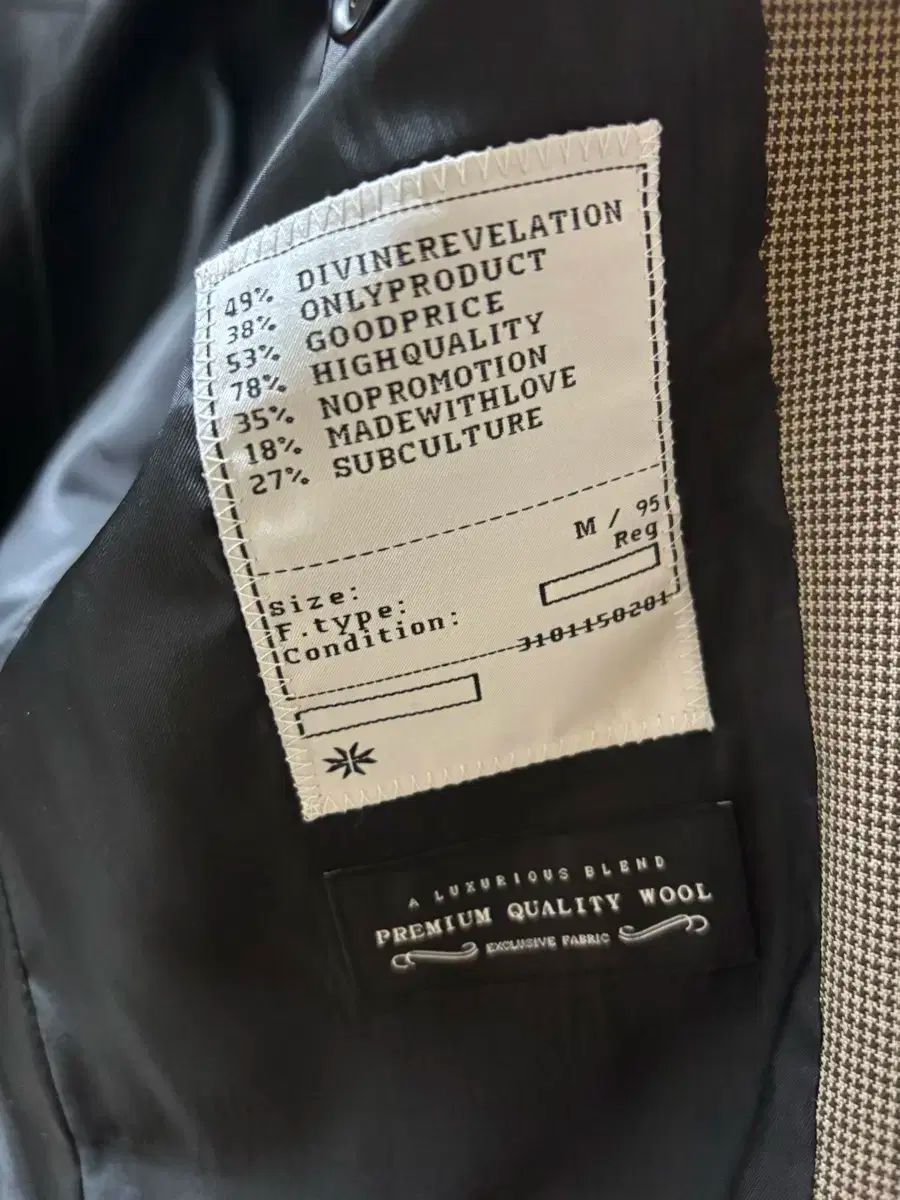 49% DIVINEREVELATION
38% ONLYPRODUCT
53% GOODPRICE
78% HIGHQUALITY
35% NOPROMOTION
18% MADEWITHLOVE
27% SUBCULTURE
Size: M / 95
F.type: Reg
Condition:
3101150201
A LUXURIOUS BLEND
PREMIUM QUALITY WOOL
EXCLUSIVE FABRIC